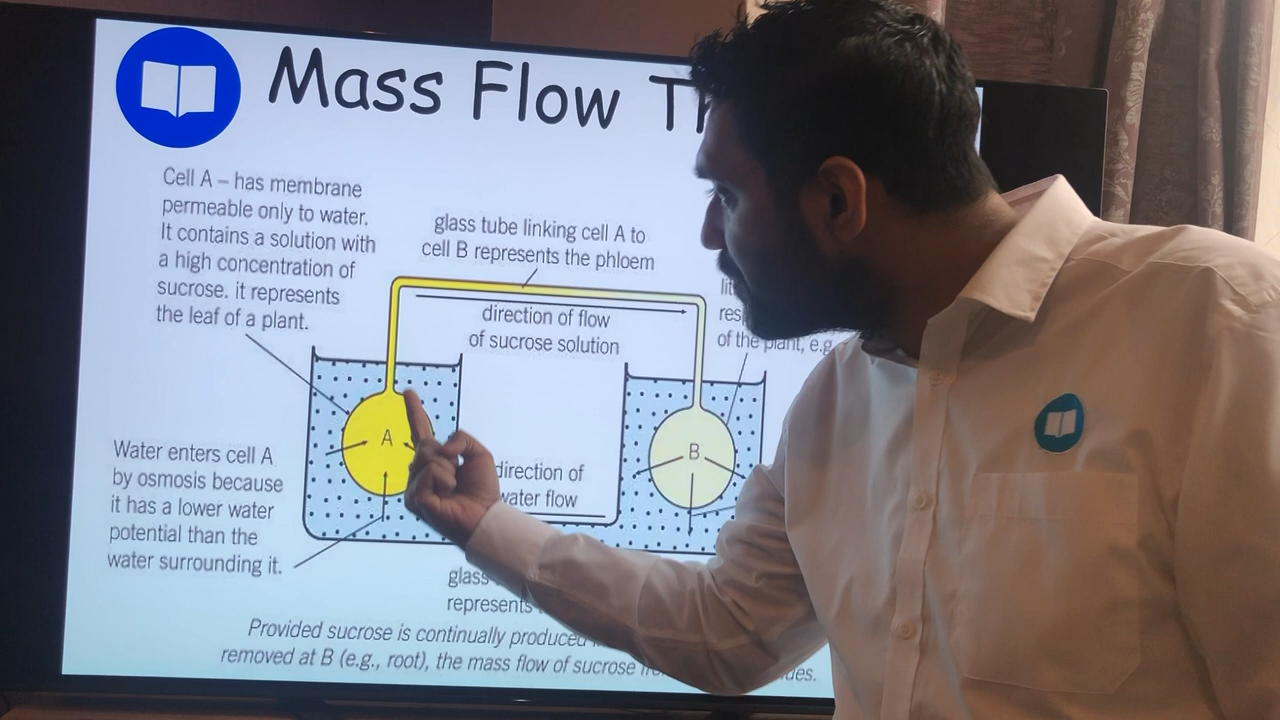 Mass Flow
Cell A – has membrane
permeable only to water.
It contains a solution with
a high concentration of
sucrose. it represents
the leaf of a plant.
glass tube linking cell A to
cell B represents the phloem
direction of flow
of sucrose solution
of the plant, e.g.
A
B
Water enters cell A
by osmosis because
it has a lower water
potential than the
water surrounding it.
direction of
water flow
glass
represents
Provided sucrose is continually produced
removed at B (e.g., root), the mass flow of sucrose